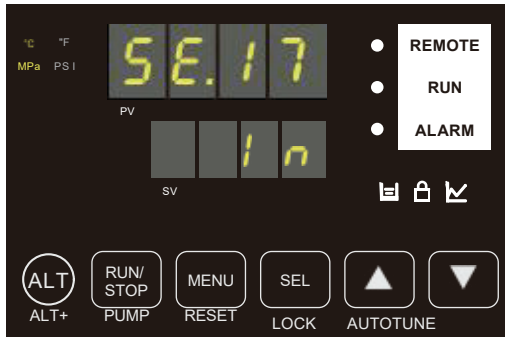 °C °F
MPa PSI
SE.17
PV
In
SV
REMOTE
RUN
ALARM
ALT
RUN/
STOP
MENU
SEL
ALT+
PUMP
RESET
LOCK
AUTOTUNE